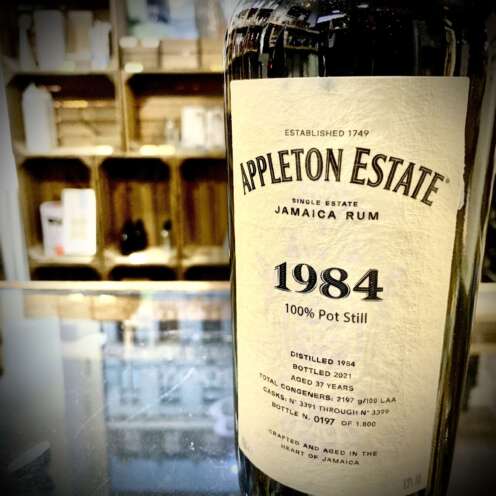 ESTABLISHED 1749
APPLETON ESTATE®
SINGLE ESTATE
JAMAICA RUM
1984
100% Pot Still
DISTILLED 1984
BOTTLED 2021
AGED 37 YEARS
TOTAL CONGENERS: 2197 g/100 LAA
CASKS: N° 3391 THROUGH N° 3399
BOTTLE N. 0197 OF 1.800
CRAFTED AND AGED IN THE
HEART OF JAMAICA